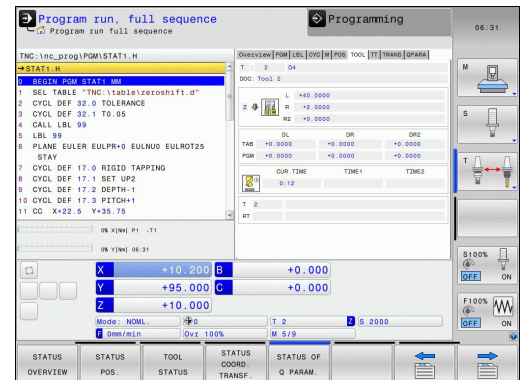 Program run, full sequence
Program run full sequence
Programming
06:31
TNC:\nc_prog\PGM\STAT1.H
→STAT1.H
0 BEGIN PGM STAT1 MM
1 SEL TABLE "TNC:\table\zeroshift.d"
2 CYCL DEF 32.0 TOLERANCE
3 CYCL DEF 32.1 T0.05
4 CALL LBL 99
5 LBL 99
6 PLANE EULER EULPR+0 EULNU0 EULROT25
STAY
7 CYCL DEF 17.0 RIGID TAPPING
8 CYCL DEF 17.1 SET UP2
9 CYCL DEF 17.2 DEPTH-1
10 CYCL DEF 17.3 PITCH+1
11 CC X+22.5 Y+35.75
0% X[Nm] P1 -T1
0% Y[Nm] 06:31
Overview PGM LBL CYC M POS TOOL TT TRANS QPARA
T : 2 D4
DOC: Tool 2
L +40.0000
Z R +2.0000
R2 +0.0000
DL DR DR2
TAB +0.0000 +0.0000 +0.0000
PGM +0.0000 +0.0000 +0.0000
CUR.TIME TIME1 TIME2
0:12
T 2
RT
X +10.200 B +0.000
Y +95.000 C +0.000
Z +10.000
Mode: NOML. 0 T 2 Z S 2000
F 0mm/min Ovr 100% M 5/9
M
S
T
S100%
OFF ON
F100%
OFF ON
STATUS OVERVIEW
STATUS POS.
TOOL STATUS
STATUS COORD. TRANSF.
STATUS OF Q PARAM.